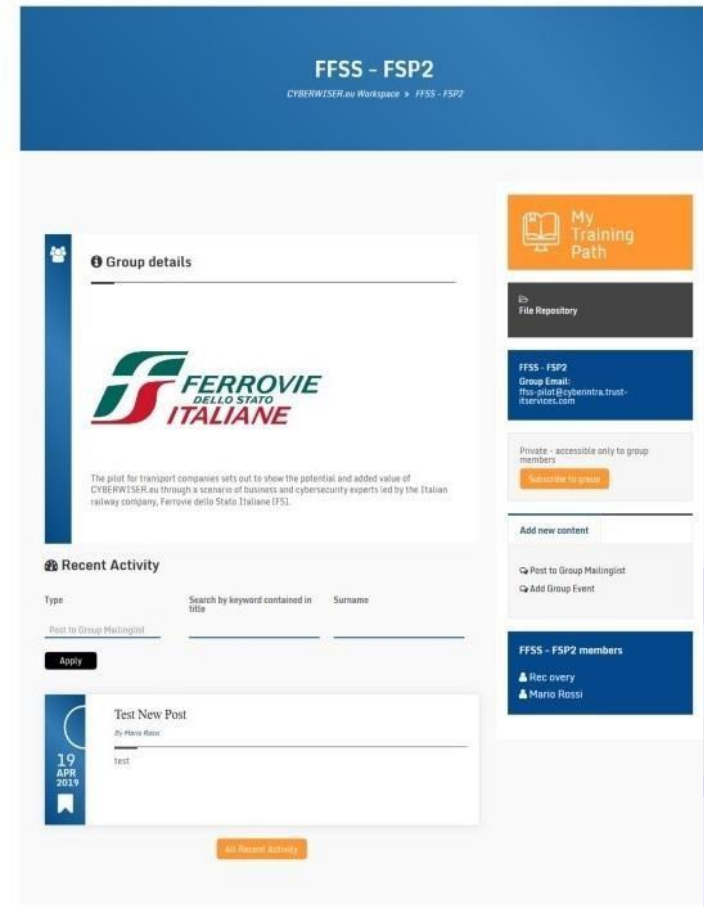 FFSS - FSP2
CYBERWISER.eu Workspace » FFSS - FSP2
My
Training
Path
Group details
File Repository
FERROVIE
DELLO STATO
ITALIANE
FFSS - FSP2
Group Email:
ffss-pilot@cyberintra.trust-
itservices.com
Private - accessible only to group
members
Subscribe to group
The pilot for transport companies sets out to show the potential and added value of
CYBERWISER.eu through a scenario of business and cybersecurity experts led by the Italian
railway company, Ferrovie dello Stato Italiane (FS).
Add new content
Post to Group Mailinglist
Add Group Event
Recent Activity
Type
Search by keyword contained in
title
Surname
Post to Group Mailinglist
Apply
FFSS - FSP2 members
Rec overy
Mario Rossi
Test New Post
By Mario Rossi
test
19
APR
2019
All Recent Activity